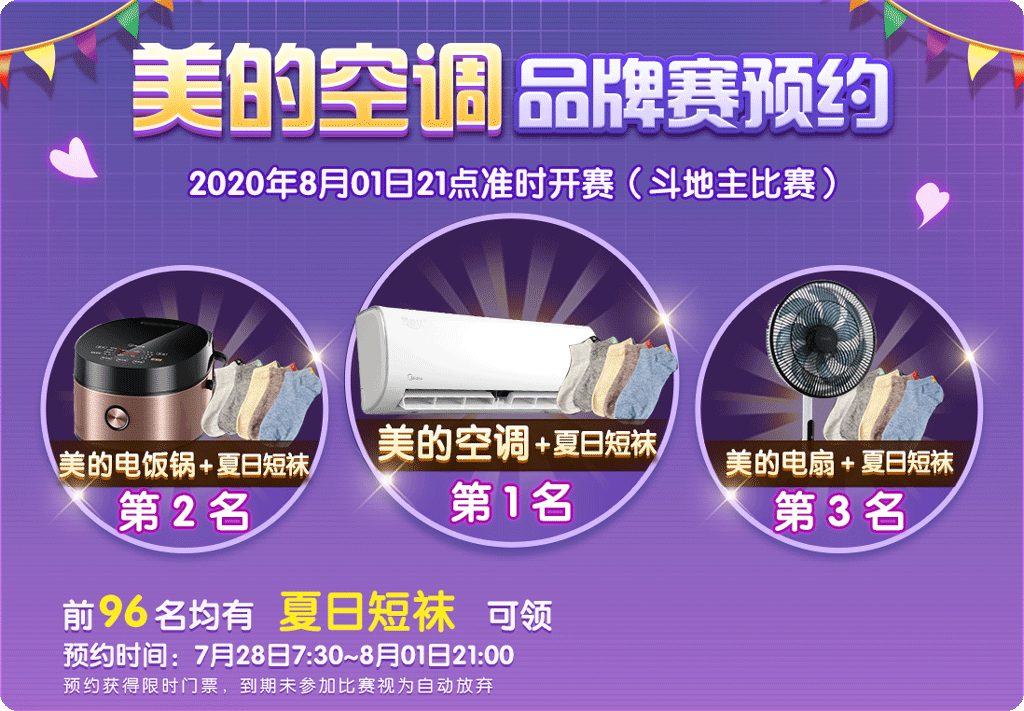 美的空调 品牌赛预约
2020年8月01日21点准时开赛（斗地主比赛）
美的电饭锅+夏日短袜
第2名
美的空调+夏日短袜
第1名
美的电扇+夏日短袜
第3名
前96名均有 夏日短袜 可领
预约时间：7月28日7:30~8月01日21:00
预约获得限时门票，到期未参加比赛视为自动放弃